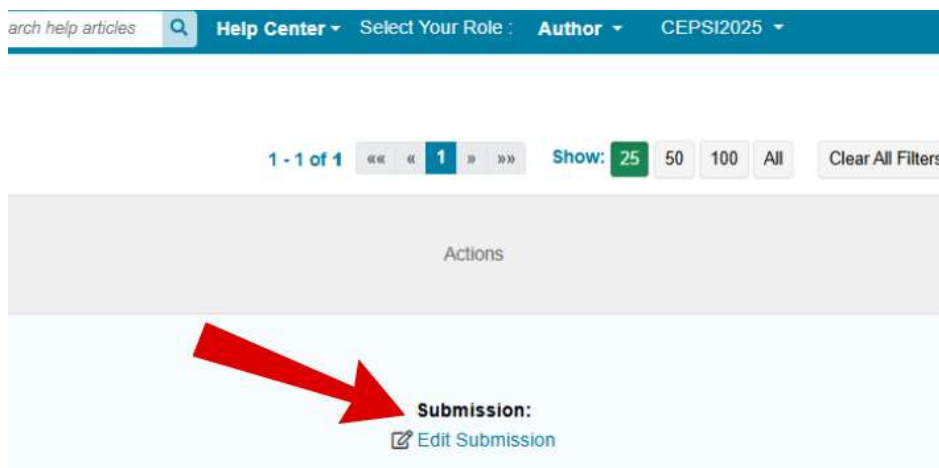 arch help articles Help Center Select Your Role : Author CEPSI2025
1 - 1 of 1 «« « 1 » »» Show: 25 50 100 All Clear All Filters
Actions
Submission:
Edit Submission